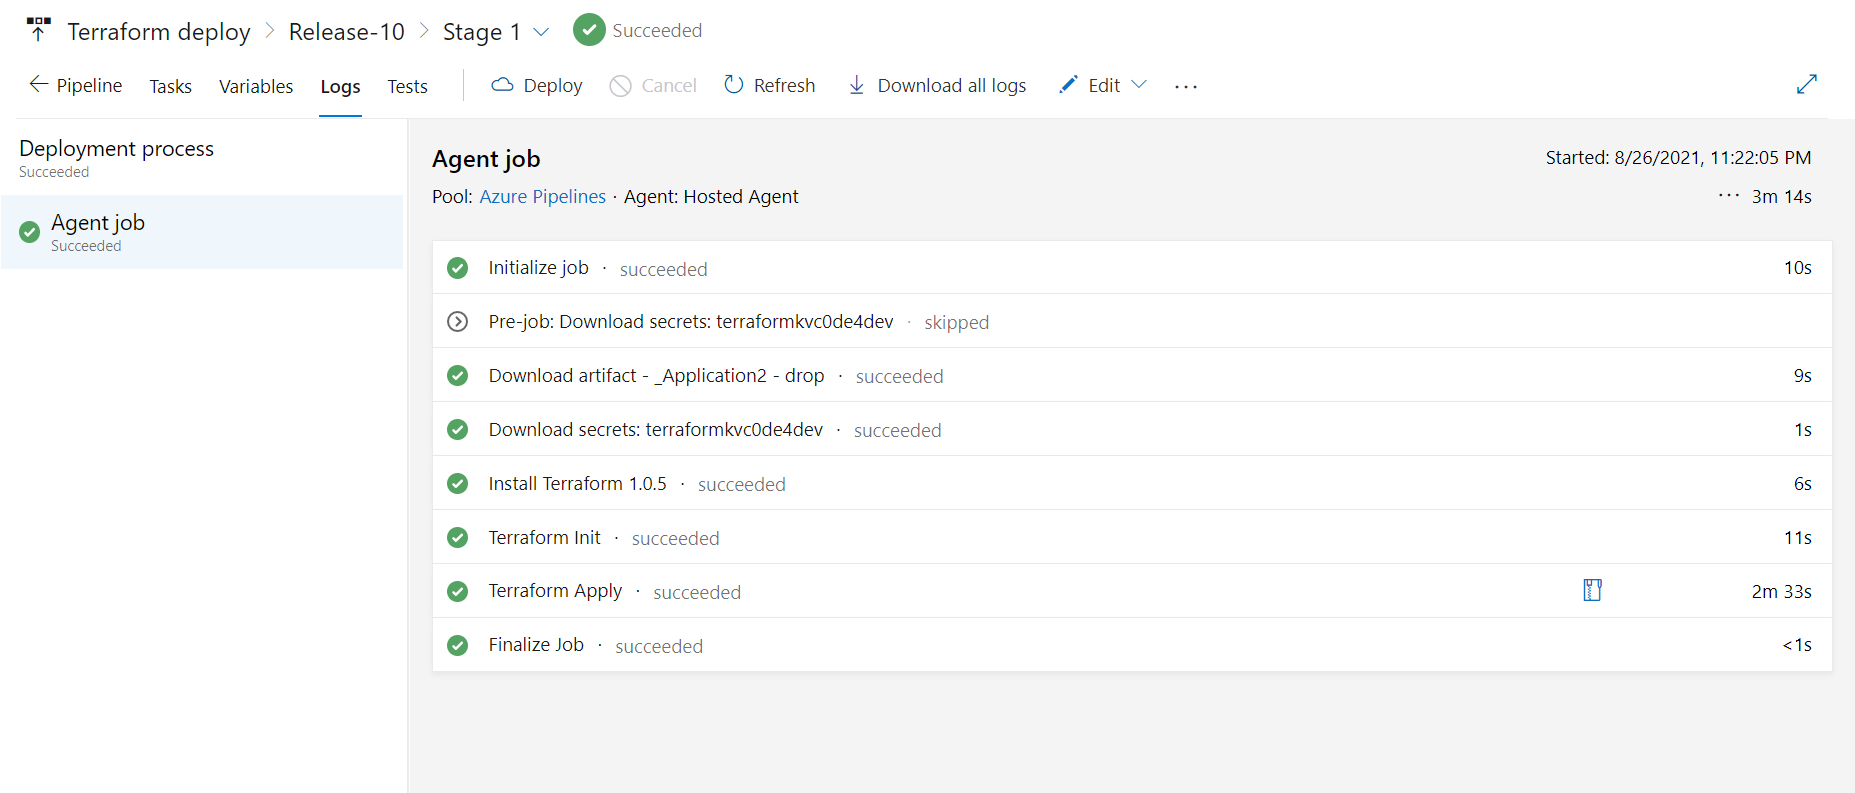 Terraform deploy > Release-10 > Stage 1 Succeeded
Pipeline Tasks Variables Logs Tests Deploy Cancel Refresh Download all logs Edit ...
Deployment process
Succeeded
Agent job
Succeeded
Agent job Started: 8/26/2021, 11:22:05 PM
Pool: Azure Pipelines · Agent: Hosted Agent ... 3m 14s
Initialize job · succeeded 10s
Pre-job: Download secrets: terraformkvc0de4dev · skipped
Download artifact - _Application2 - drop · succeeded 9s
Download secrets: terraformkvc0de4dev · succeeded 1s
Install Terraform 1.0.5 · succeeded 6s
Terraform Init · succeeded 11s
Terraform Apply · succeeded 2m 33s
Finalize Job · succeeded <1s